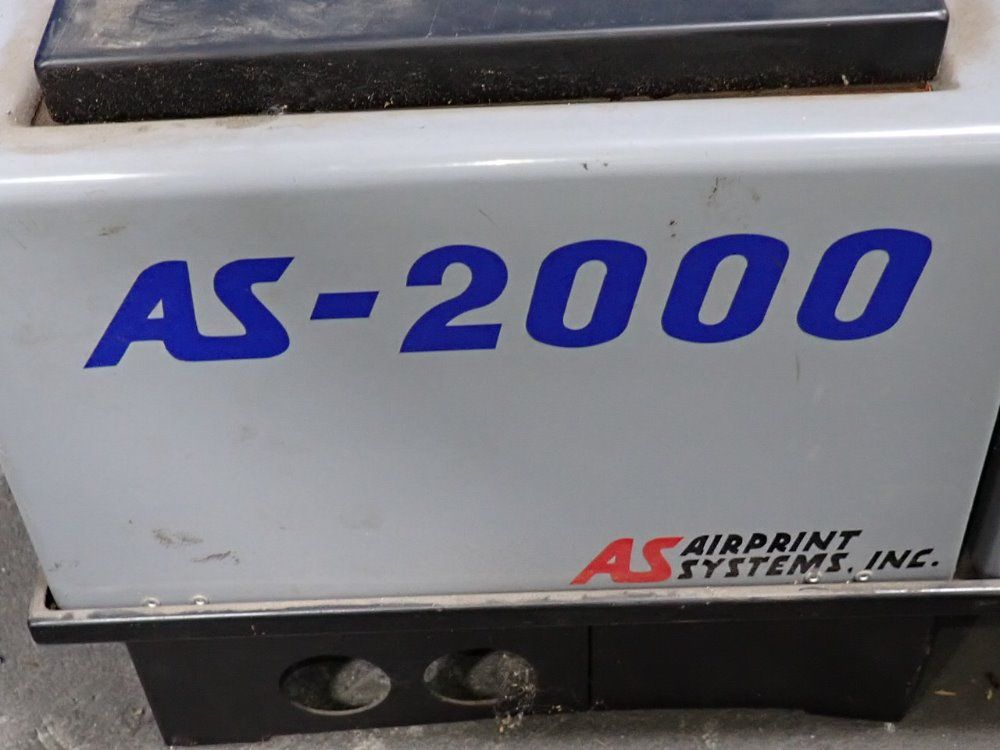 AS-2000
AS AIRPRINT
SYSTEMS, INC.